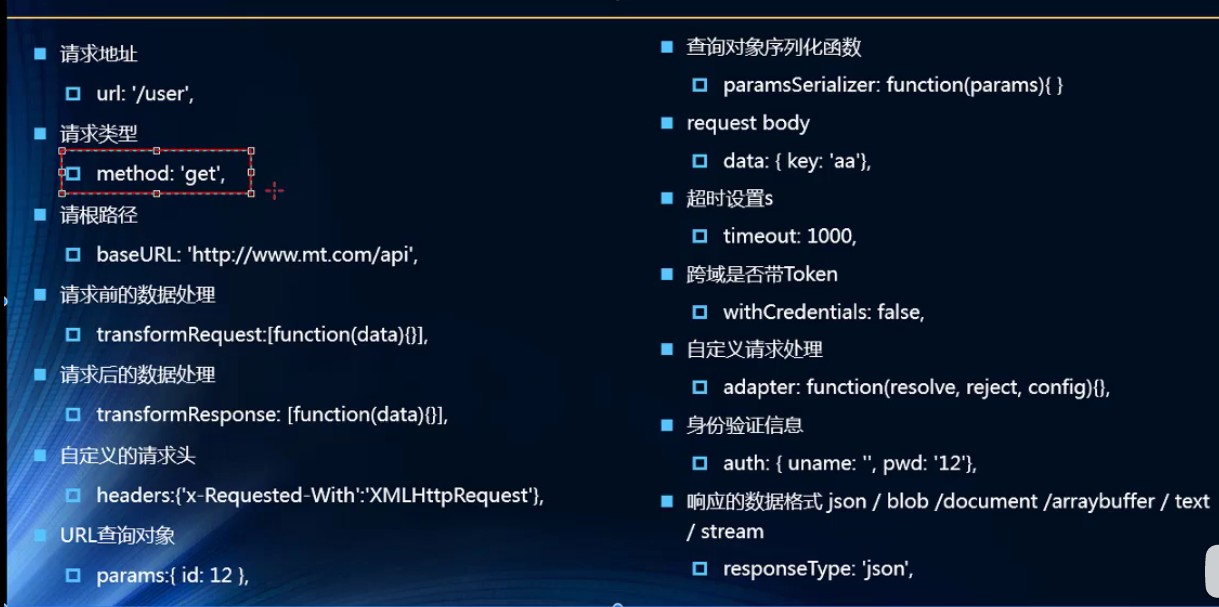 请求地址
url: '/user',
请求类型
method: 'get',
请根路径
baseURL: 'http://www.mt.com/api',
请求前的数据处理
transformRequest:[function(data){}],
请求后的数据处理
transformResponse: [function(data){}],
自定义的请求头
headers:{'x-Requested-With':'XMLHttpRequest'},
URL查询对象
params:{ id: 12 },
查询对象序列化函数
paramsSerializer: function(params){ }
request body
data: { key: 'aa'},
超时设置s
timeout: 1000,
跨域是否带Token
withCredentials: false,
自定义请求处理
adapter: function(resolve, reject, config){},
身份验证信息
auth: { uname: '', pwd: '12'},
响应的数据格式 json / blob /document /arraybuffer / text
/ stream
responseType: 'json',